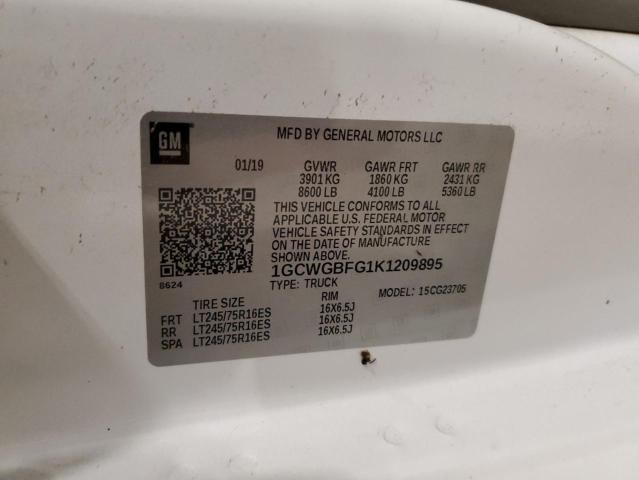 GM
MFD BY GENERAL MOTORS LLC
01/19 GVWR GAWR FRT GAWR RR
3901 KG 1860 KG 2431 KG
8600 LB 4100 LB 5360 LB
THIS VEHICLE CONFORMS TO ALL
APPLICABLE U.S. FEDERAL MOTOR
VEHICLE SAFETY STANDARDS IN EFFECT
ON THE DATE OF MANUFACTURE
SHOWN ABOVE.
8624
1GCWGBFG1K1209895
TYPE: TRUCK MODEL: 15CG23705
TIRE SIZE RIM
FRT LT245/75R16ES 16X6.5J
RR LT245/75R16ES 16X6.5J
SPA LT245/75R16ES 16X6.5J